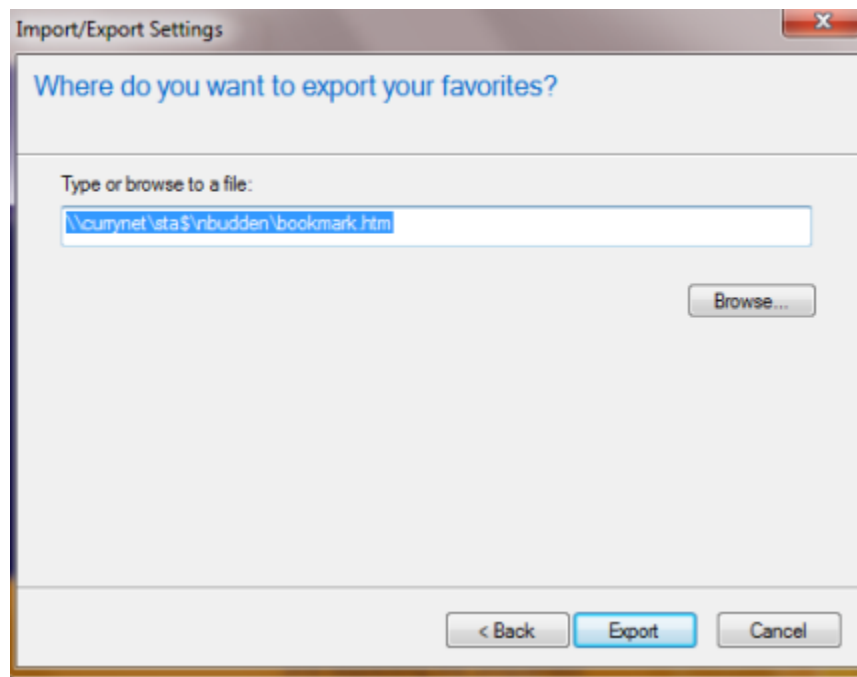 Import/Export Settings
Where do you want to export your favorites?
Type or browse to a file:
\\currynet\sta$\nbudden\bookmark.htm
Browse...
< Back
Export
Cancel